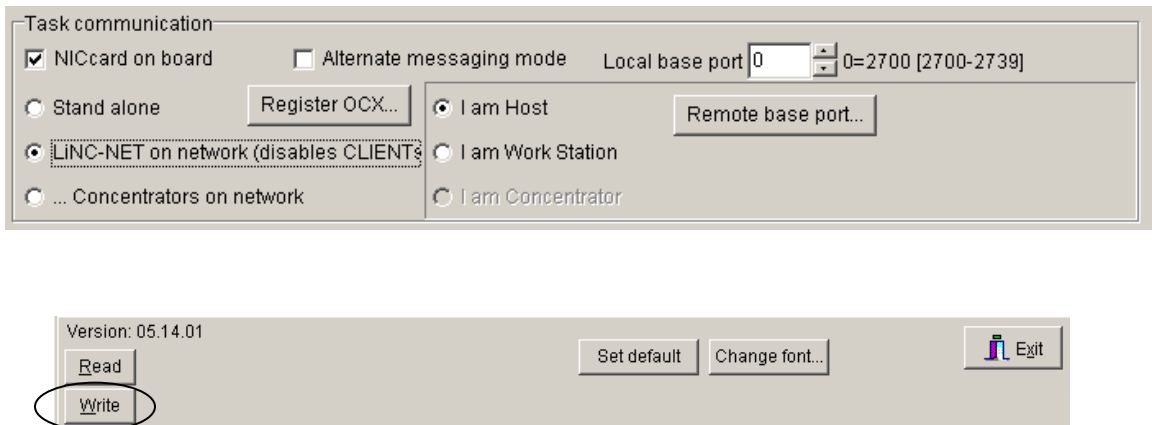 Task communication
NICcard on board Alternate messaging mode Local base port 0 0=2700 [2700-2739]
Stand alone Register OCX... I am Host Remote base port...
LiNC-NET on network (disables CLIENTs I am Work Station
... Concentrators on network I am Concentrator
Version: 05.14.01
Read Set default Change font... Exit
Write